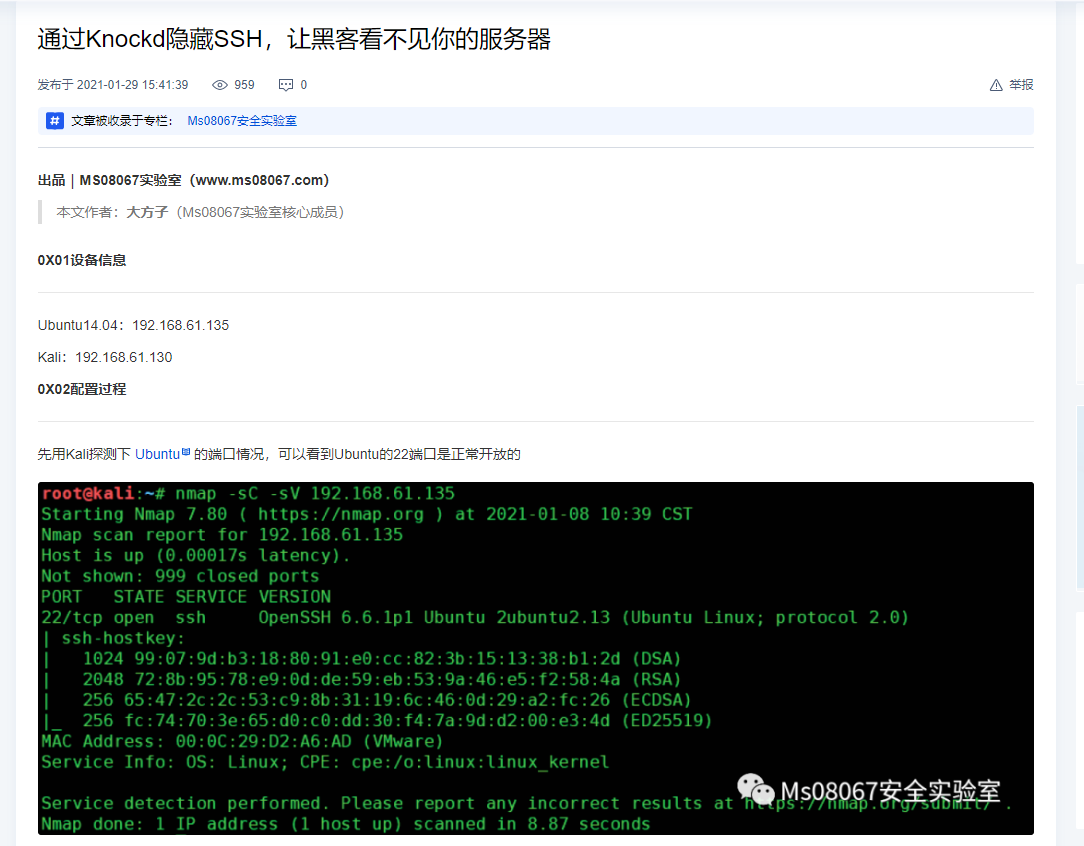 通过Knockd隐藏SSH，让黑客看不见你的服务器
发布于 2021-01-29 15:41:39 959 0 举报
# 文章被收录于专栏： Ms08067安全实验室
出品 | MS08067实验室（www.ms08067.com）
本文作者：大方子（Ms08067实验室核心成员）
0X01设备信息
Ubuntu14.04：192.168.61.135
Kali：192.168.61.130
0X02配置过程
先用Kali探测下 Ubuntu 的端口情况，可以看到Ubuntu的22端口是正常开放的
root@kali:~# nmap -sC -sV 192.168.61.135
Starting Nmap 7.80 ( https://nmap.org ) at 2021-01-08 10:39 CST
Nmap scan report for 192.168.61.135
Host is up (0.00017s latency).
Not shown: 999 closed ports
PORT   STATE SERVICE VERSION
22/tcp open  ssh     OpenSSH 6.6.1p1 Ubuntu 2ubuntu2.13 (Ubuntu Linux; protocol 2.0)
| ssh-hostkey:
|   1024 99:07:9d:b3:18:80:91:e0:cc:82:3b:15:13:38:b1:2d (DSA)
|   2048 72:8b:95:78:e9:0d:de:59:eb:53:9a:46:e5:f2:58:4a (RSA)
|   256 65:47:2c:2c:53:c9:8b:31:19:6c:46:0d:29:a2:fc:26 (ECDSA)
|_  256 fc:74:70:3e:65:d0:c0:dd:30:f4:7a:9d:d2:00:e3:4d (ED25519)
MAC Address: 00:0C:29:D2:A6:AD (VMware)
Service Info: OS: Linux; CPE: cpe:/o:linux:linux_kernel
Ms08067安全实验室
Service detection performed. Please report any incorrect results at https://nmap.org/submit/ .
Nmap done: 1 IP address (1 host up) scanned in 8.87 seconds